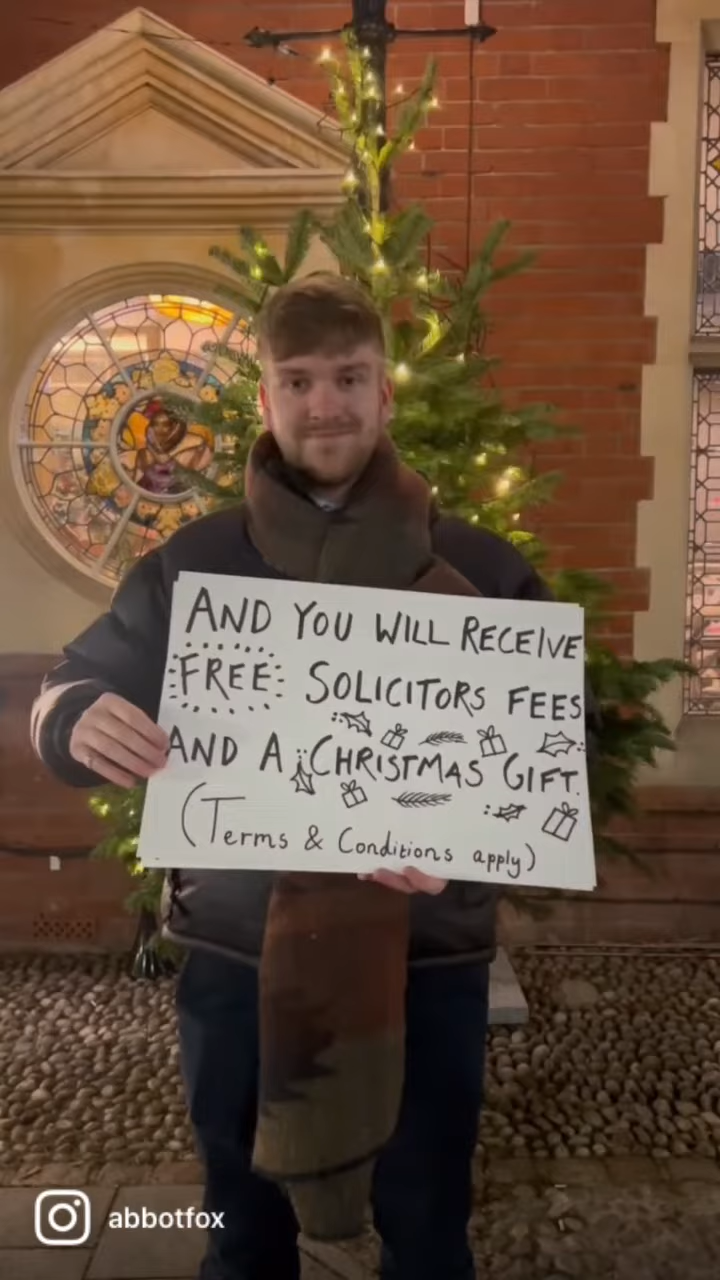 AND YOU WILL RECEIVE
FREE SOLICITORS FEES
AND A CHRISTMAS GIFT.
(Terms & Conditions apply)
abbotfox